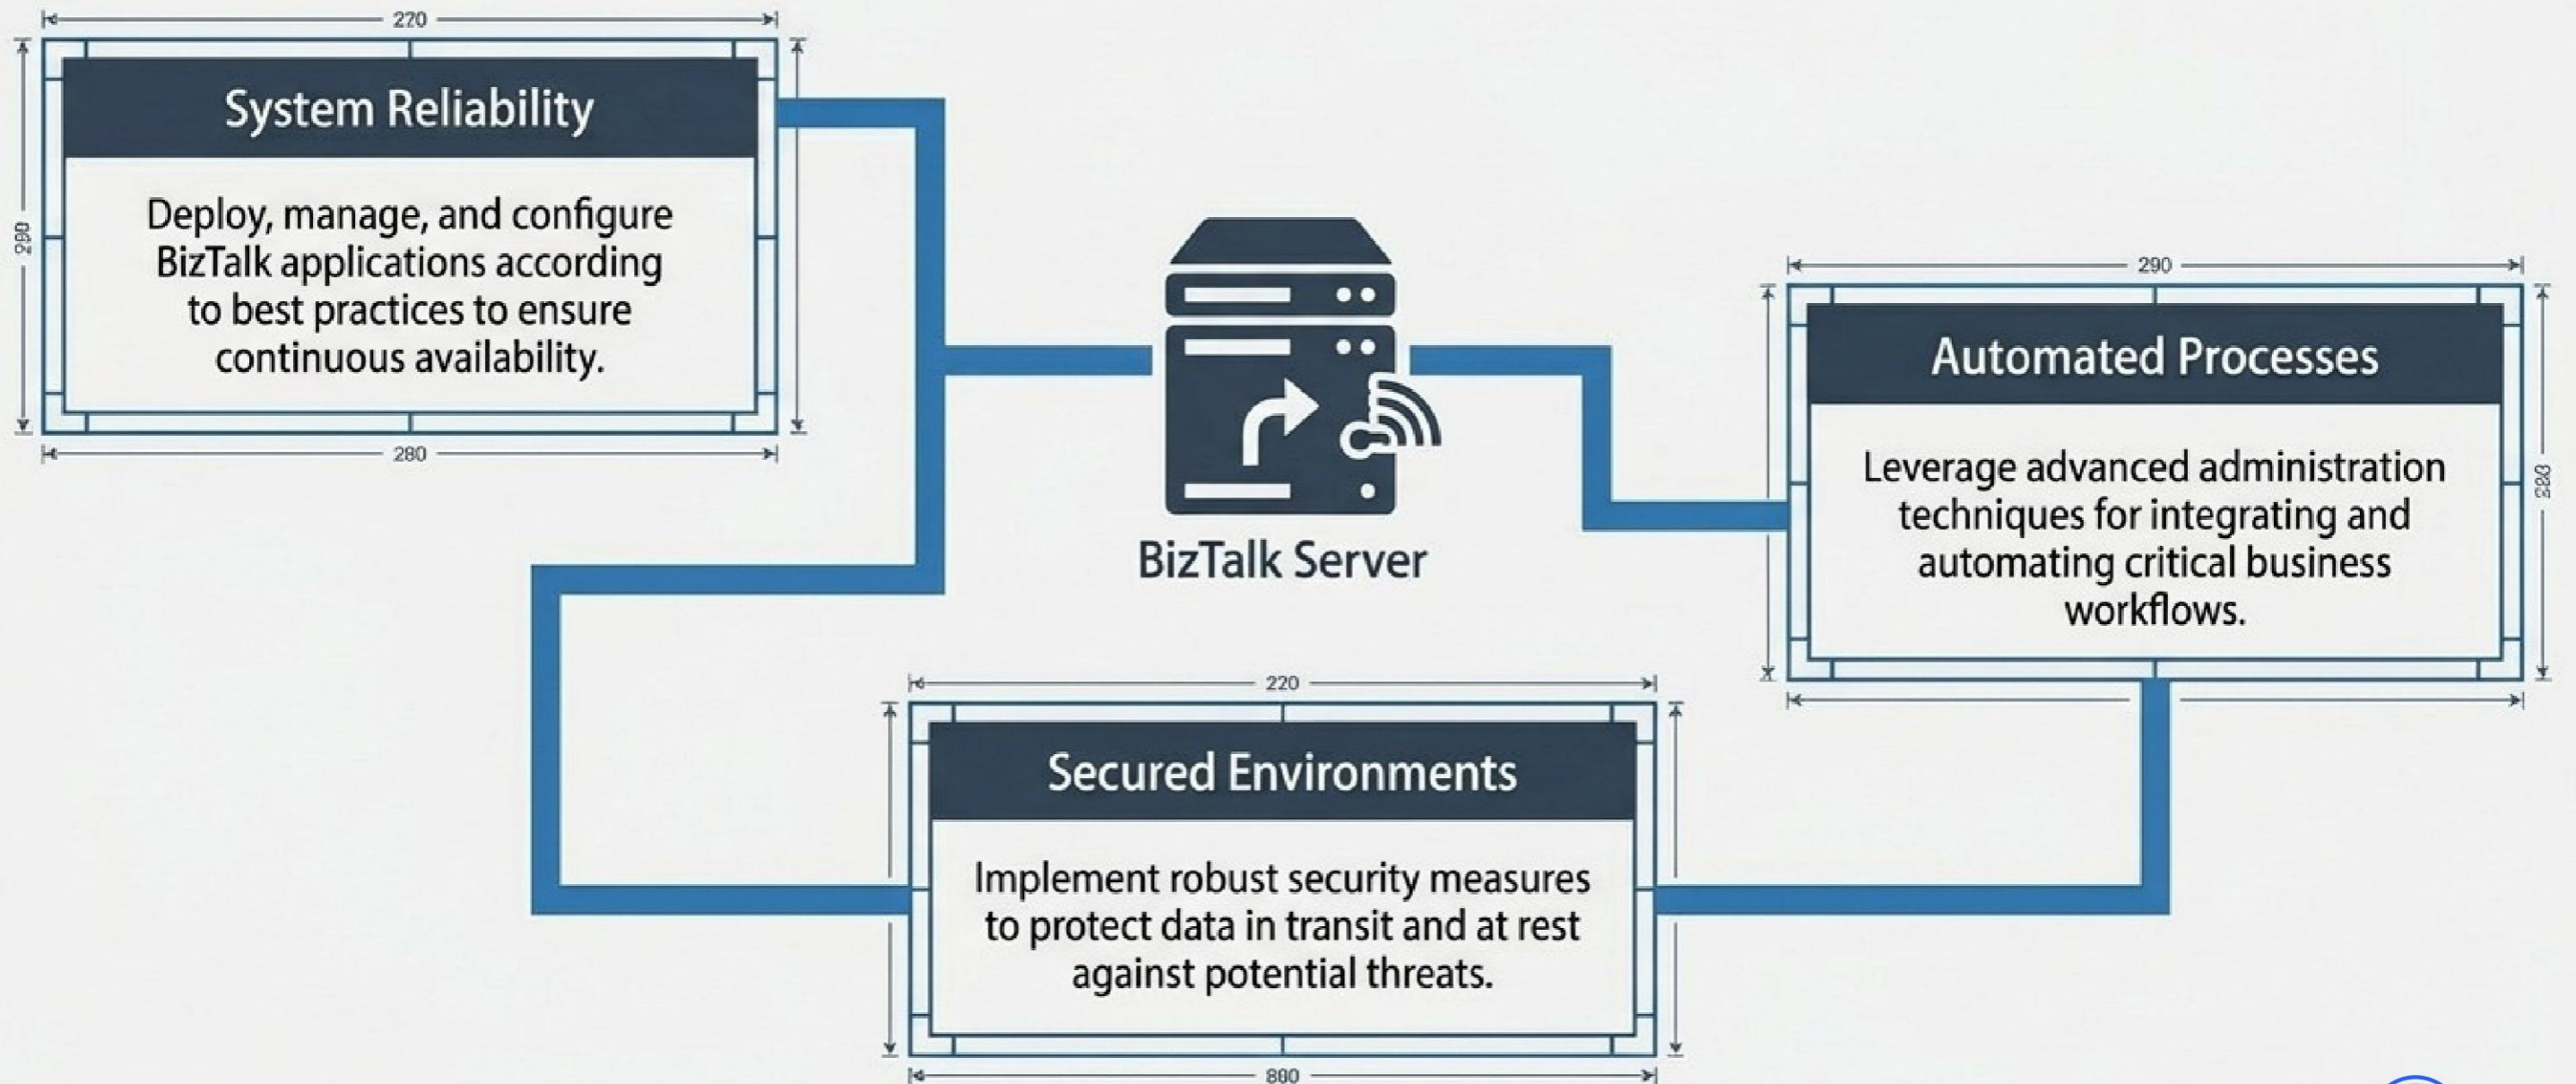 220
System Reliability
Deploy, manage, and configure
BizTalk applications according
to best practices to ensure
continuous availability.
280
BizTalk Server
290
Automated Processes
Leverage advanced administration
techniques for integrating and
automating critical business
workflows.
220
Secured Environments
Implement robust security measures
to protect data in transit and at rest
against potential threats.